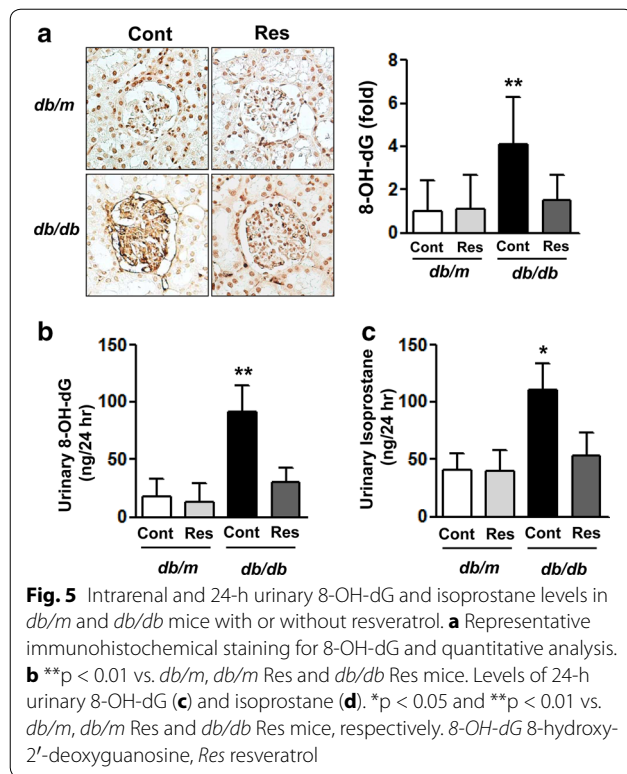 a
Cont Res
db/m
db/db
8-OH-dG (fold)
8
6
4
2
0
**
Cont Res Cont Res
db/m db/db
b
Urinary 8-OH-dG
(ng/24 hr)
150
100
50
0
**
Cont Res Cont Res
db/m db/db
c
Urinary Isoprostane
(ng/24 hr)
150
100
50
0
*
Cont Res Cont Res
db/m db/db
Fig. 5 Intrarenal and 24-h urinary 8-OH-dG and isoprostane levels in
db/m and db/db mice with or without resveratrol. a Representative
immunohistochemical staining for 8-OH-dG and quantitative analysis.
b **p < 0.01 vs. db/m, db/m Res and db/db Res mice. Levels of 24-h
urinary 8-OH-dG (c) and isoprostane (d). *p < 0.05 and **p < 0.01 vs.
db/m, db/m Res and db/db Res mice, respectively. 8-OH-dG 8-hydroxy-
2′-deoxyguanosine, Res resveratrol